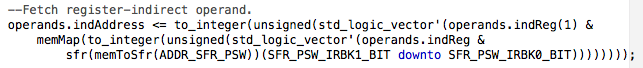 --Fetch register-indirect operand.
operands.indAddress <= to_integer(unsigned(std_logic_vector'(operands.indReg(1) &
memMap(to_integer(unsigned(std_logic_vector'(operands.indReg &
sfr(memToSfr(ADDR_SFR_PSW))(SFR_PSW_IRBK1_BIT downto SFR_PSW_IRBK0_BIT))))))));